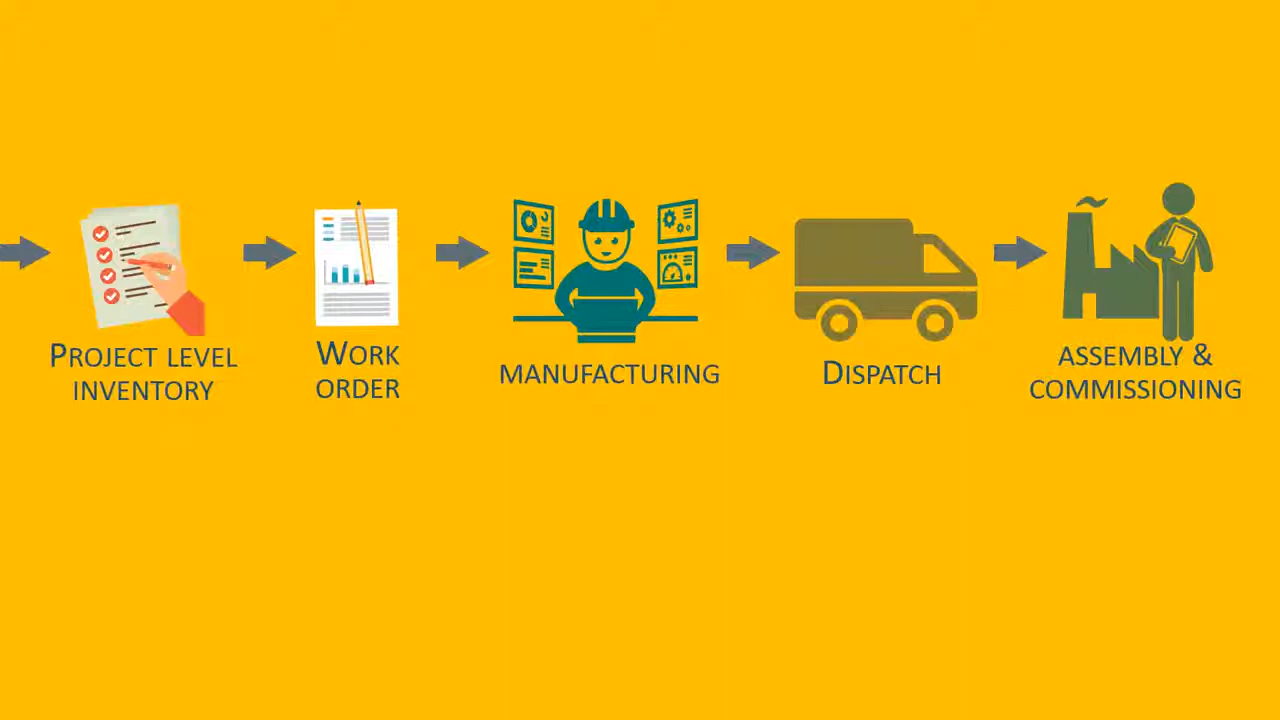 Project level
inventory
Work
order
manufacturing
Dispatch
assembly &
commissioning